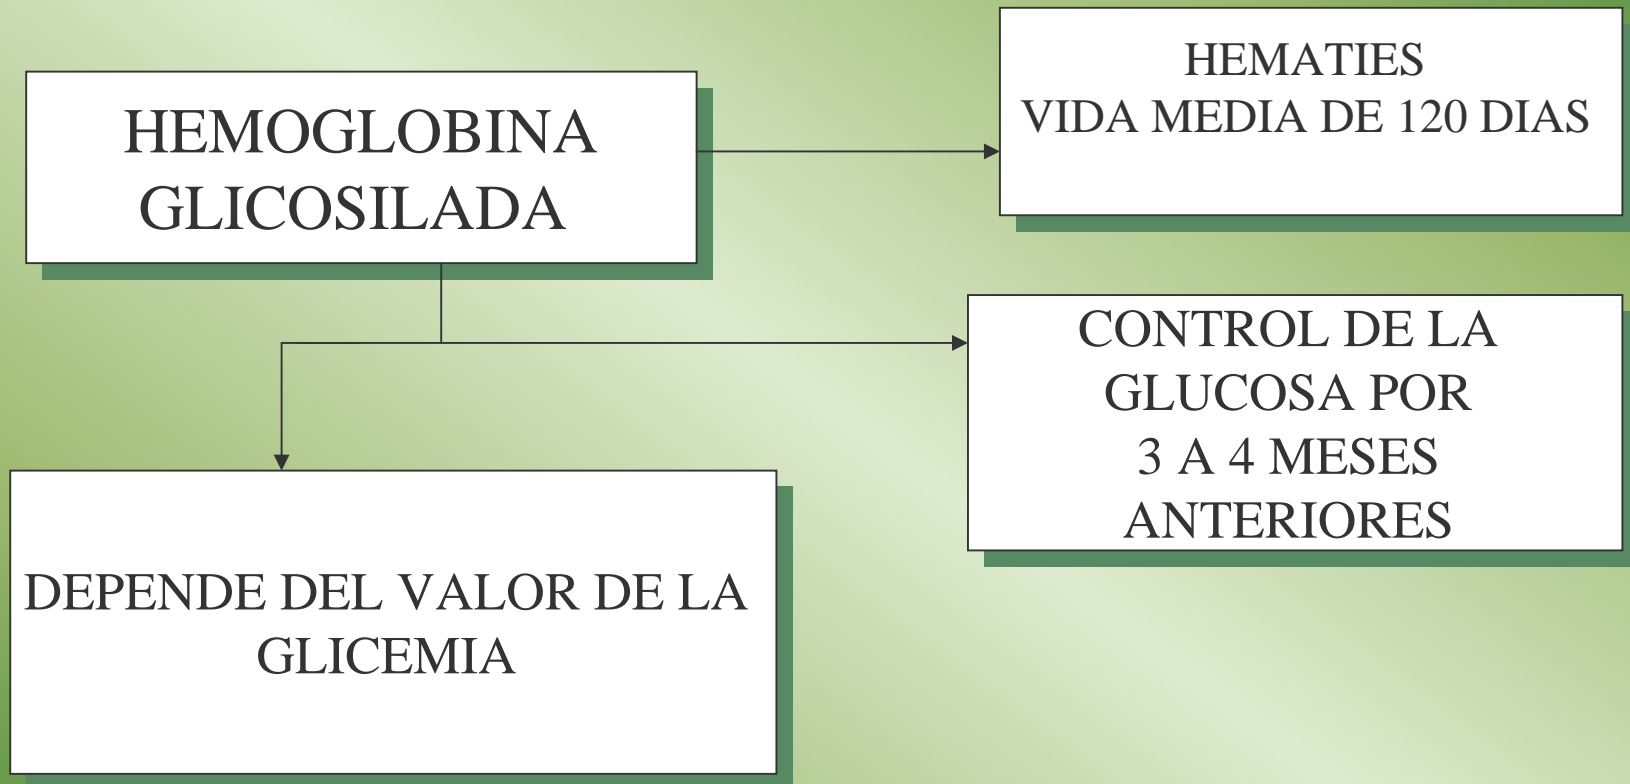 HEMOGLOBINA
GLICOSILADA
HEMATIES
VIDA MEDIA DE 120 DIAS
CONTROL DE LA
GLUCOSA POR
3 A 4 MESES
ANTERIORES
DEPENDE DEL VALOR DE LA
GLICEMIA